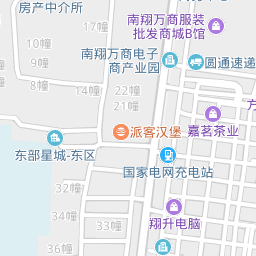 房产中介所
南翔万商服装
批发商城B馆
10幢
17幢
南翔万商电子
商产业园
圆通速递
28幢
22幢
21幢
派客汉堡
嘉茗茶业
东部星城-东区
国家电网充电站
32幢
34幢
翔升电脑
33幢
36幢